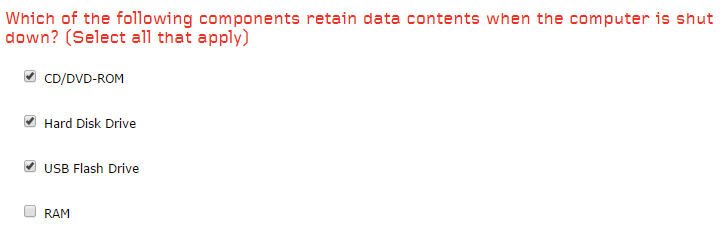 Which of the following components retain data contents when the computer is shut
down? (Select all that apply)
CD/DVD-ROM
Hard Disk Drive
USB Flash Drive
RAM